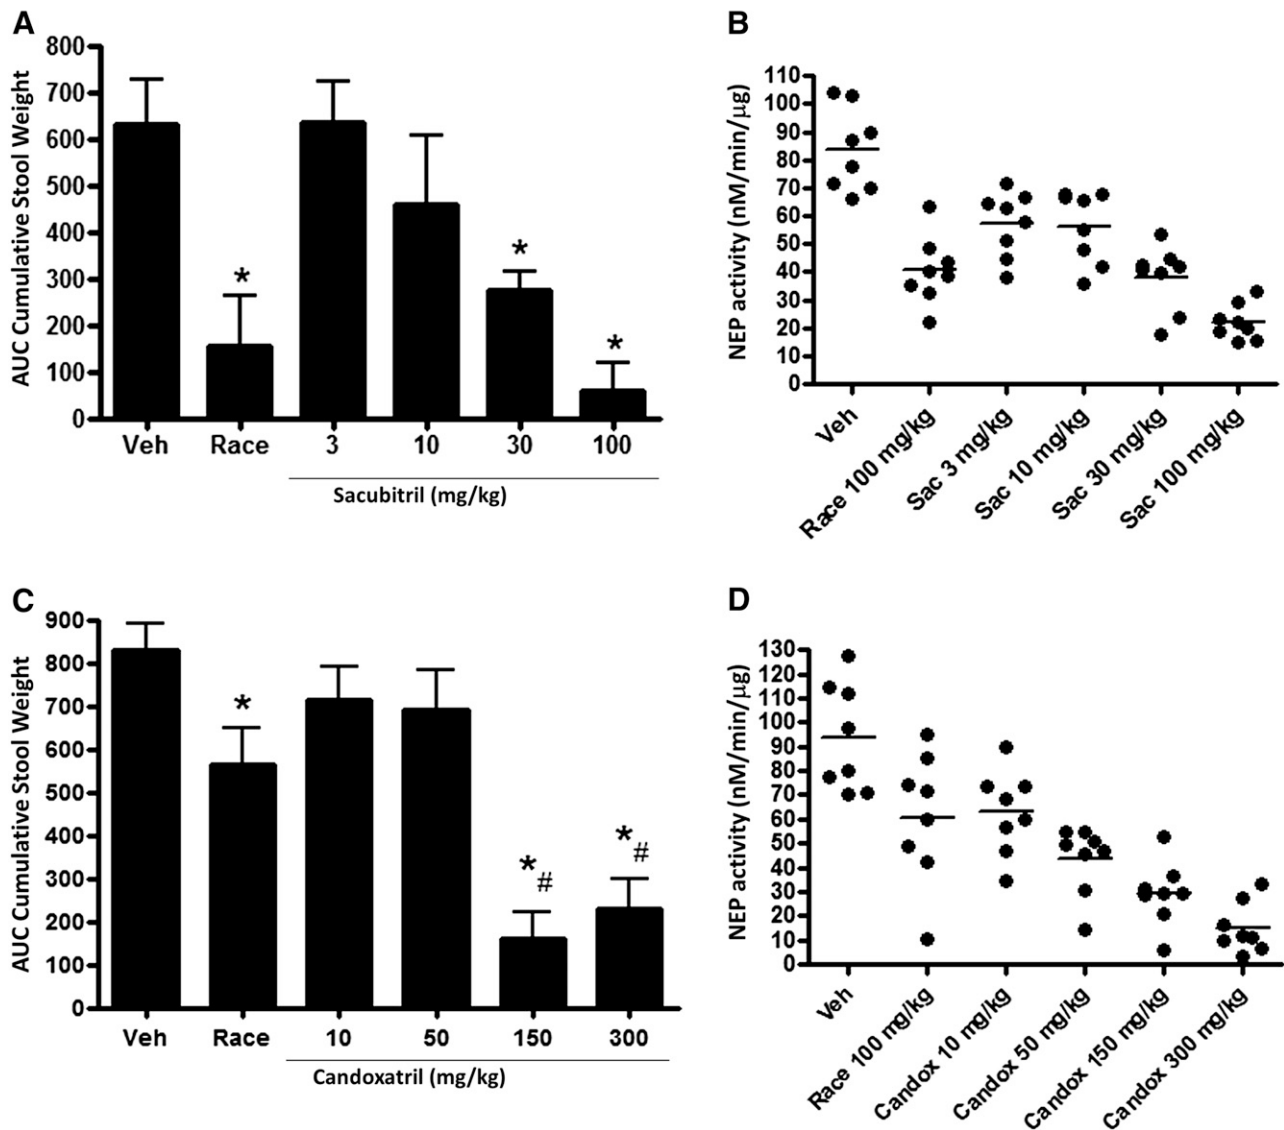 A
AUC Cumulative Stool Weight
800
700
600
500
400
300
200
100
0
*
*
*
Veh Race 3 10 30 100
Sacubitril (mg/kg)
B
NEP activity (nM/min/µg)
110
100
90
80
70
60
50
40
30
20
10
0
Veh
Race 100 mg/kg
Sac 3 mg/kg
Sac 10 mg/kg
Sac 30 mg/kg
Sac 100 mg/kg
C
AUC Cumulative Stool Weight
900
800
700
600
500
400
300
200
100
0
*
*#
*#
Veh Race 10 50 150 300
Candoxatril (mg/kg)
D
NEP activity (nM/min/µg)
130
120
110
100
90
80
70
60
50
40
30
20
10
0
Veh
Race 100 mg/kg
Candox 10 mg/kg
Candox 50 mg/kg
Candox 150 mg/kg
Candox 300 mg/kg